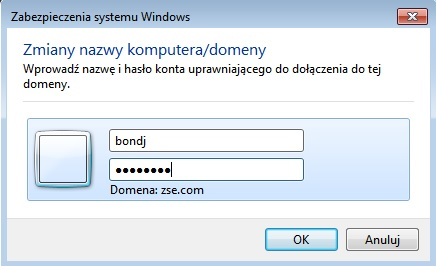 Zabezpieczenia systemu Windows
Zmiany nazwy komputera/domeny
Wprowadź nazwę i hasło konta uprawniającego do dołączenia do tej
domeny.
bondj
●●●●●●●●
Domena: zse.com
OK
Anuluj